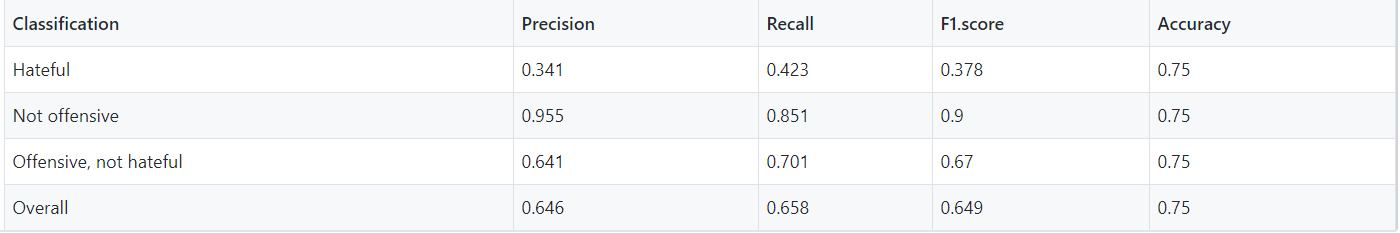 Classification Precision Recall F1.score Accuracy
Hateful 0.341 0.423 0.378 0.75
Not offensive 0.955 0.851 0.9 0.75
Offensive, not hateful 0.641 0.701 0.67 0.75
Overall 0.646 0.658 0.649 0.75